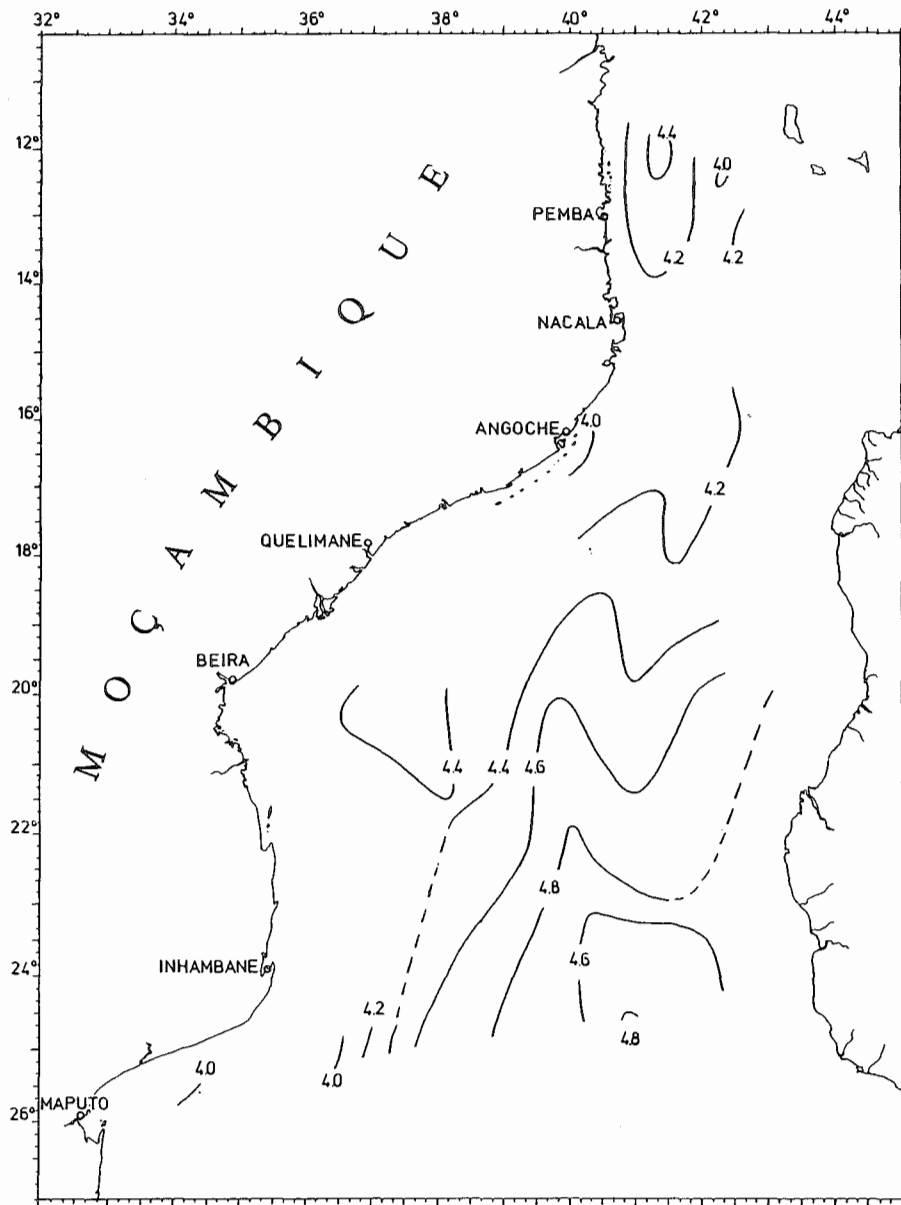 32° 34° 36° 38° 40° 42° 44°
12°
14°
16°
18°
20°
22°
24°
26°
MOÇAMBIQUE
4.4
4.0
PEMBA
4.2 4.2
NACALA
ANGOCHE
4.0
4.2
QUELIMANE
BEIRA
4.4 4.4 4.6
4.8
INHAMBANE
4.6
4.2
4.8
4.0 4.0
MAPUTO